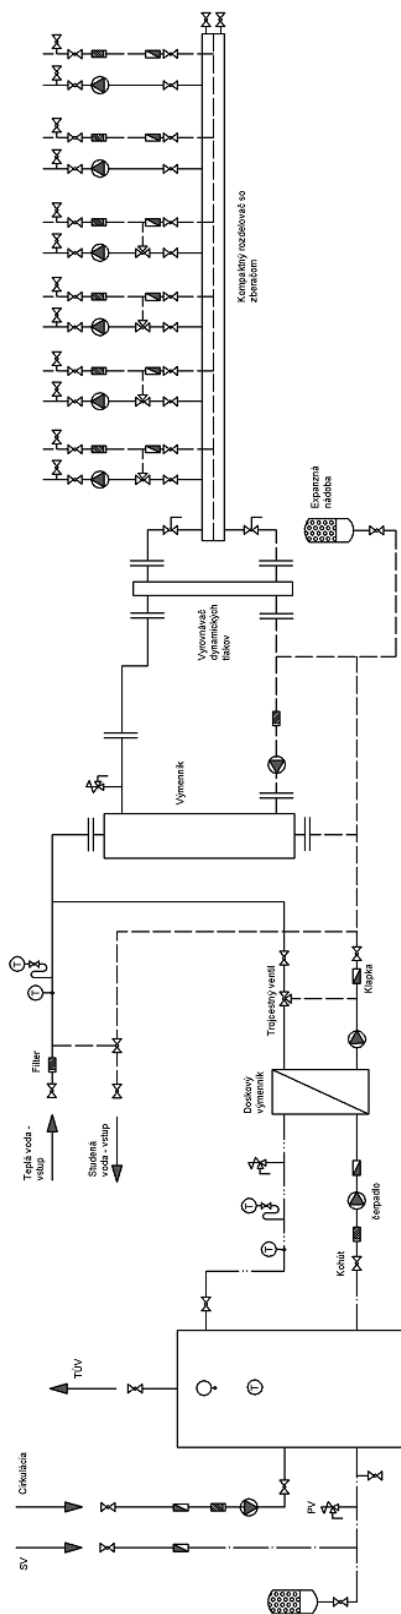 SV
Cirkulácia
TÚV
PV
T
Teplá voda -
vstup
Studená
voda - vstup
Filter
T
T
Kohút
T
T
čerpadlo
Doskový
výmenník
Trojcestný ventil
Klapka
Výmenník
Vyrovnávač
dynamických
tlakov
Expanzná
nádoba
Kompaktný rozdelovač so
zberačom